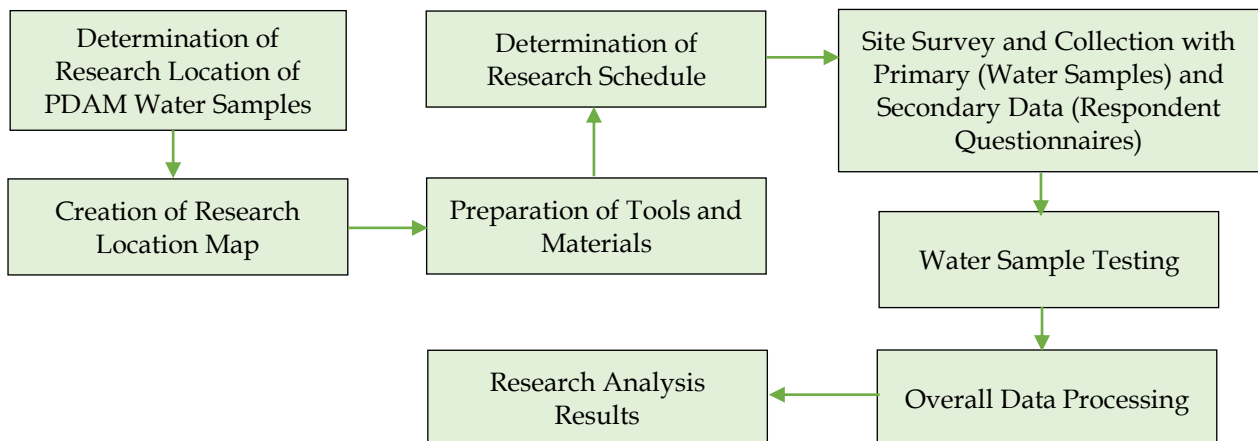 Determination of
Research Location of
PDAM Water Samples
Creation of Research
Location Map
Preparation of Tools and
Materials
Determination of
Research Schedule
Site Survey and Collection with
Primary (Water Samples) and
Secondary Data (Respondent
Questionnaires)
Water Sample Testing
Overall Data Processing
Research Analysis
Results